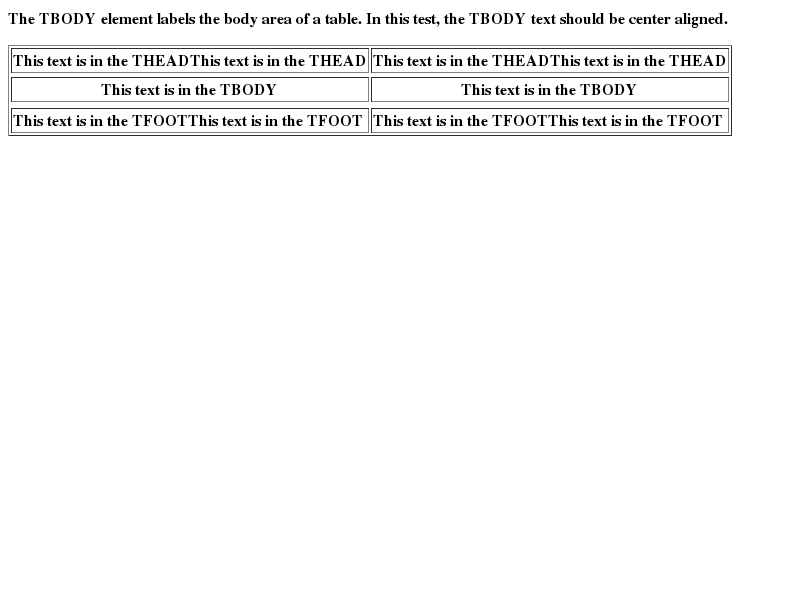 The TBODY element labels the body area of a table. In this test, the TBODY text should be center aligned.
This text is in the THEADThis text is in the THEAD This text is in the THEADThis text is in the THEAD
This text is in the TBODY This text is in the TBODY
This text is in the TFOOTThis text is in the TFOOT This text is in the TFOOTThis text is in the TFOOT